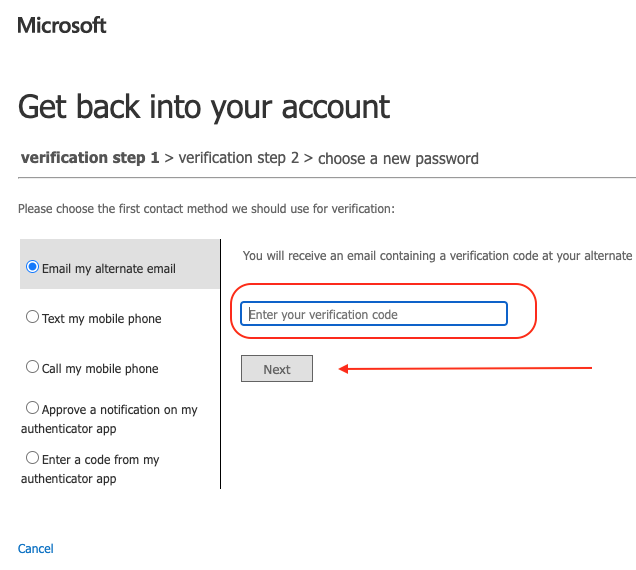 Microsoft
Get back into your account
verification step 1 > verification step 2 > choose a new password
Please choose the first contact method we should use for verification:
Email my alternate email
Text my mobile phone
Call my mobile phone
Approve a notification on my
authenticator app
Enter a code from my
authenticator app
You will receive an email containing a verification code at your alternate
Enter your verification code
Next
Cancel